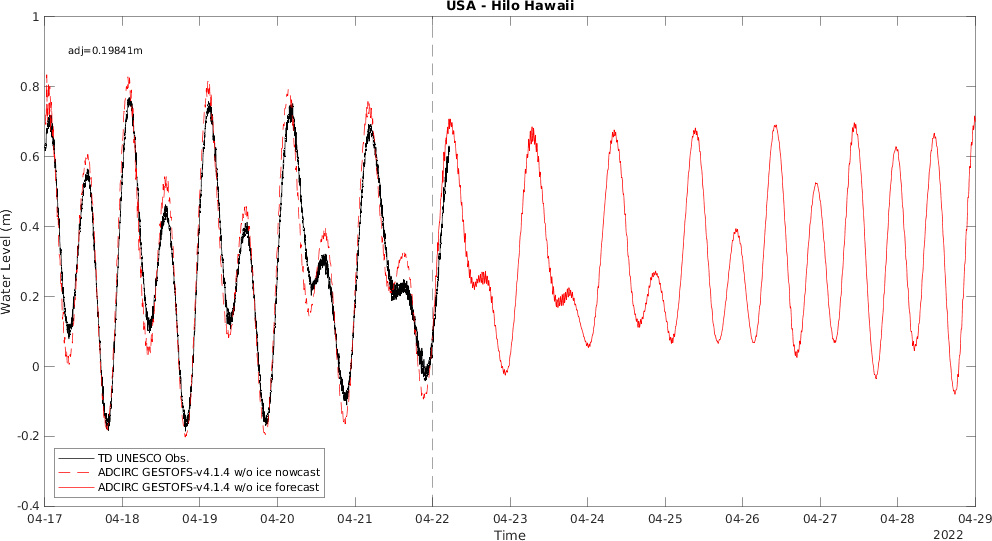 USA - Hilo Hawaii
1
adj=0.19841m
0.8
0.6
0.4
0.2
0
-0.2
-0.4
Water Level (m)
TD UNESCO Obs.
ADCIRC GESTOFS-v4.1.4 w/o ice nowcast
ADCIRC GESTOFS-v4.1.4 w/o ice forecast
04-17 04-18 04-19 04-20 04-21 04-22 04-23 04-24 04-25 04-26 04-27 04-28 04-29
Time
2022